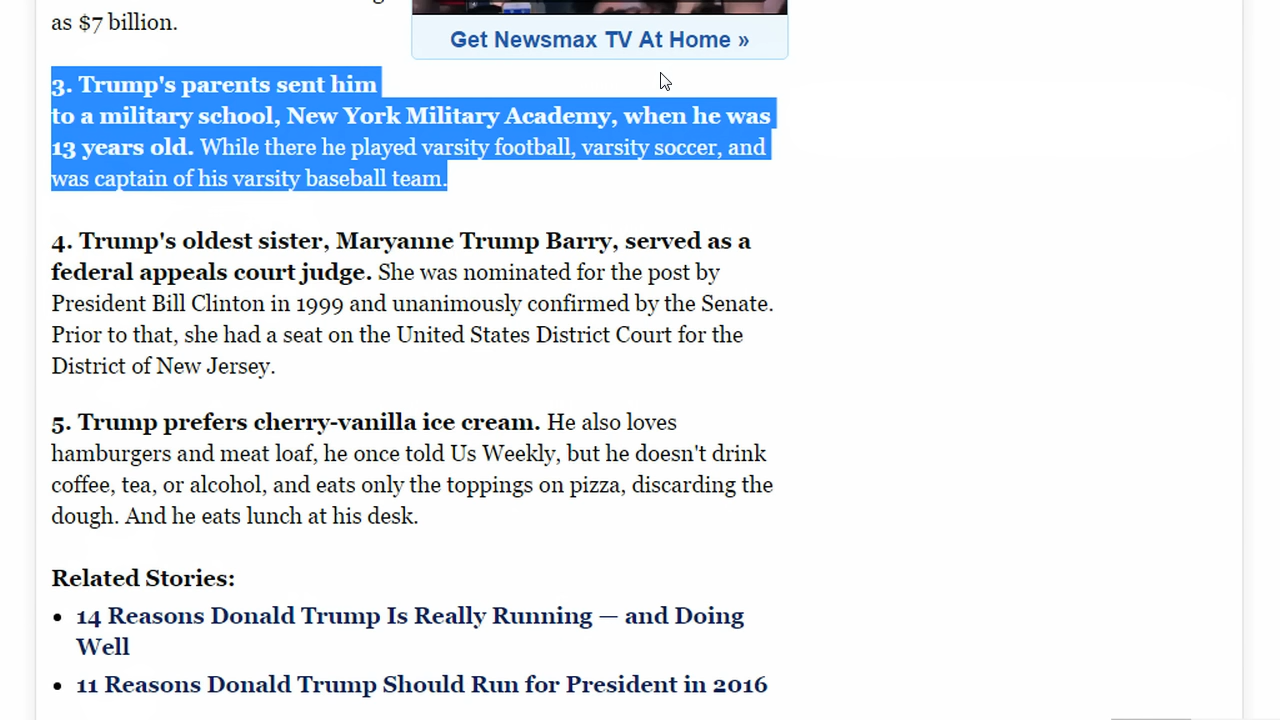 as $7 billion.
Get Newsmax TV At Home »
3. Trump's parents sent him
to a military school, New York Military Academy, when he was
13 years old. While there he played varsity football, varsity soccer, and
was captain of his varsity baseball team.
4. Trump's oldest sister, Maryanne Trump Barry, served as a
federal appeals court judge. She was nominated for the post by
President Bill Clinton in 1999 and unanimously confirmed by the Senate.
Prior to that, she had a seat on the United States District Court for the
District of New Jersey.
5. Trump prefers cherry-vanilla ice cream. He also loves
hamburgers and meat loaf, he once told Us Weekly, but he doesn't drink
coffee, tea, or alcohol, and eats only the toppings on pizza, discarding the
dough. And he eats lunch at his desk.
Related Stories:
• 14 Reasons Donald Trump Is Really Running — and Doing
Well
• 11 Reasons Donald Trump Should Run for President in 2016